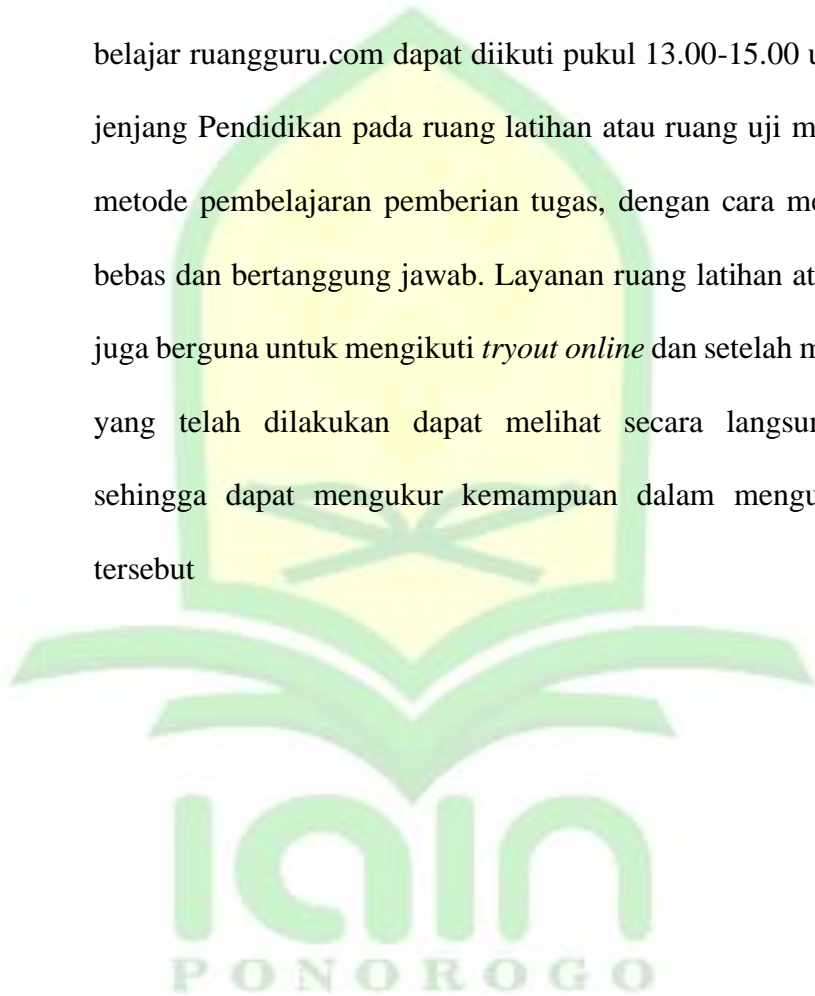 belajar ruangguru.com dapat diikuti pukul 13.00-15.00
jenjang Pendidikan pada ruang latihan atau ruang uji
metode pembelajaran pemberian tugas, dengan cara
bebas dan bertanggung jawab. Layanan ruang latihan
juga berguna untuk mengikuti tryout online dan setelah
yang telah dilakukan dapat melihat secara
sehingga dapat mengukur kemampuan dalam
tersebut
iain
PONOROGO